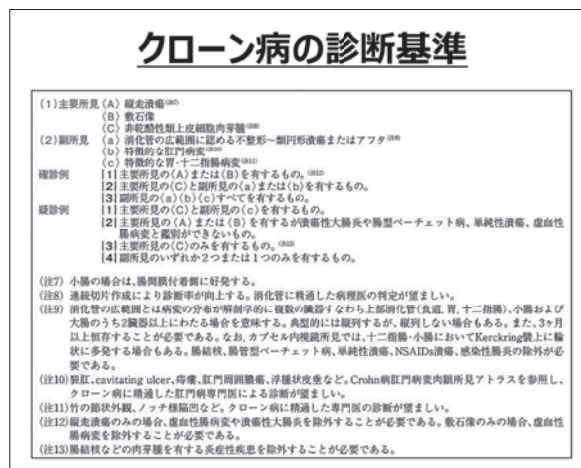 クローン病の診断基準
(1)主要所見〈A〉縦走潰瘍(注7)
〈B〉敷石像
〈C〉非乾酪性類上皮細胞肉芽腫(注8)
(2)副所見〈a〉消化管の広範囲に認める不整形~類円形潰瘍またはアフタ(注9)
〈b〉特徴的な肛門病変(注10)
〈c〉特徴的な胃・十二指腸病変(注11)
確診例 [1]主要所見の〈A〉または〈B〉を有するもの。(注12)
[2]主要所見の〈C〉と副所見の〈a〉または〈b〉を有するもの。
[3]副所見の〈a〉〈b〉〈c〉すべてを有するもの。
疑診例 [1]主要所見の〈C〉と副所見の〈c〉を有するもの。
[2]主要所見の〈A〉または〈B〉を有するが潰瘍性大腸炎や腸型ベーチェット病、単純性潰瘍、虚血性
腸病変と鑑別ができないもの。
[3]主要所見の〈C〉のみを有するもの。(注13)
[4]副所見のいずれか2つまたは1つのみを有するもの。
(注7)小腸の場合は、腸間膜付着側に好発する。
(注8)連続切片作成により診断率が向上する。消化管に精通した病理医の判定が望ましい。
(注9)消化管の広範囲とは病変の分布が解剖学的に複数の臓器すなわち上部消化管(食道、胃、十二指腸)、小腸および
大腸のうち2臓器以上にわたる場合を意味する。典型的には縦列するが、縦列しない場合もある。また、3ヶ月
以上恒存することが必要である。なお、カプセル内視鏡所見では、十二指腸・小腸においてKerckring襞上に輪
状に多発する場合もある。腸結核、腸管型ベーチェット病、単純性潰瘍、NSAIDs潰瘍、感染性腸炎の除外が必
要である。
(注10)裂肛、cavitating ulcer、痔瘻、肛門周囲膿瘍、浮腫状皮垂など。Crohn病肛門病変肉眼所見アトラスを参照し、
クローン病に精通した肛門病専門医による診断が望ましい。
(注11)竹の節状外観、ノッチ様陥凹など。クローン病に精通した専門医の診断が望ましい。
(注12)縦走潰瘍のみの場合、虚血性腸病変や潰瘍性大腸炎を除外することが必要である。敷石像のみの場合、虚血性
腸病変を除外することが必要である。
(注13)腸結核などの肉芽腫を有する炎症性疾患を除外することが必要である。